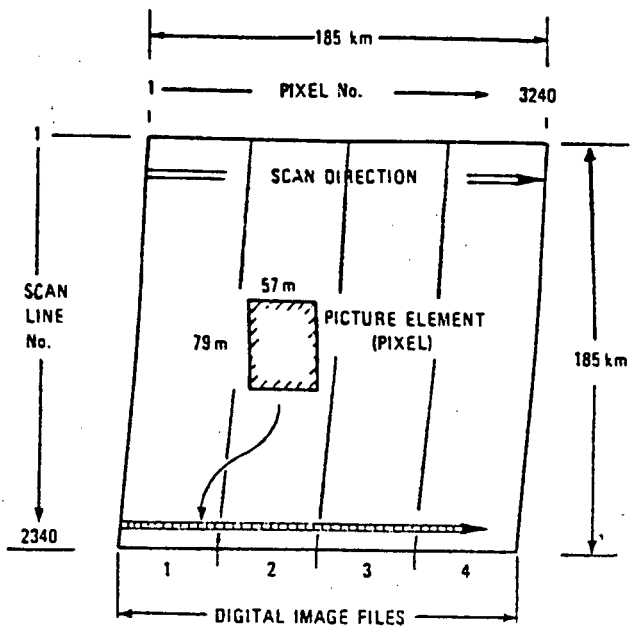 185 km
1 PIXEL No. 3240
1
SCAN DIRECTION
57 m
SCAN
LINE
No.
79 m
PICTURE ELEMENT
(PIXEL)
185 km
2340
1 2 3 4
DIGITAL IMAGE FILES